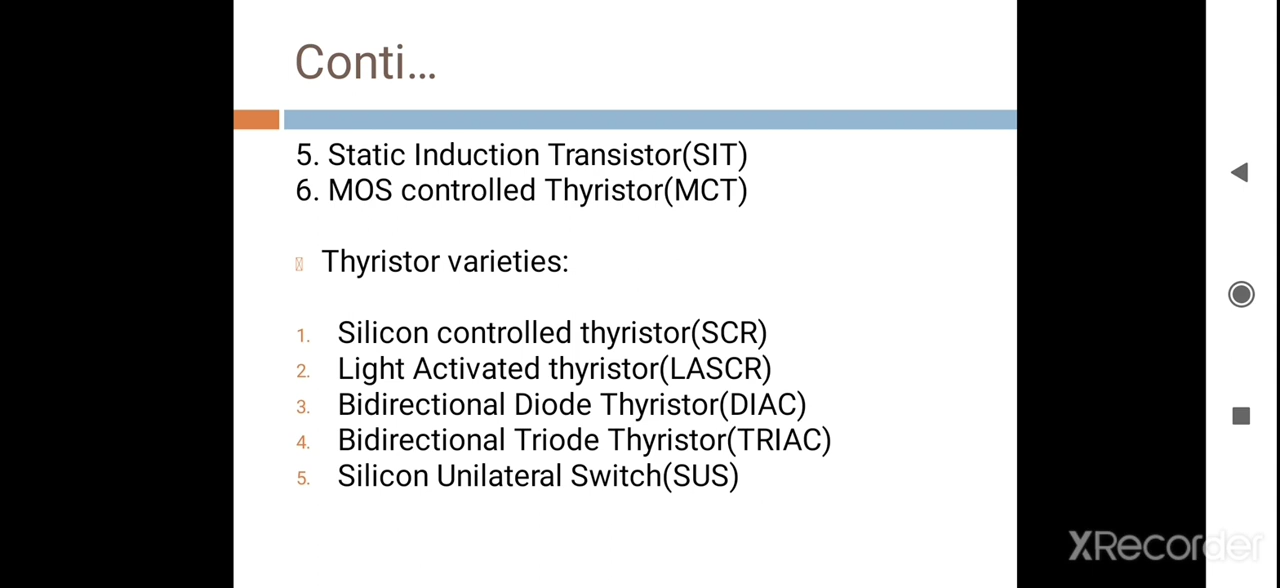 Conti...
5. Static Induction Transistor(SIT)
6. MOS controlled Thyristor(MCT)
Thyristor varieties:
1. Silicon controlled thyristor(SCR)
2. Light Activated thyristor(LASCR)
3. Bidirectional Diode Thyristor(DIAC)
4. Bidirectional Triode Thyristor(TRIAC)
5. Silicon Unilateral Switch(SUS)
XRecorder